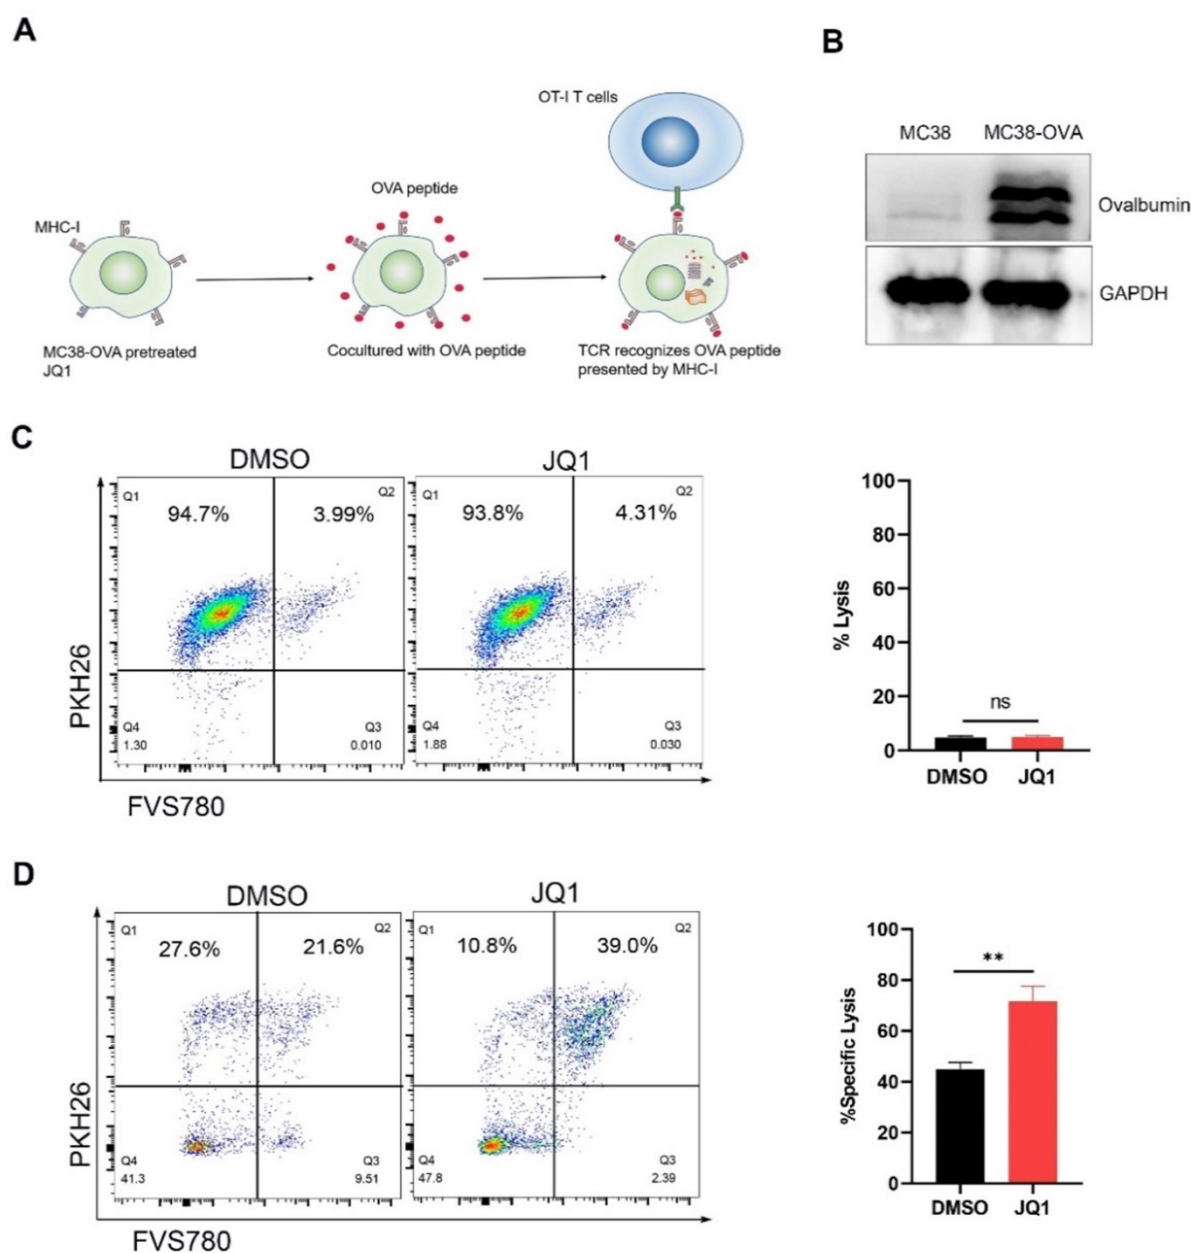 A
OT-I T cells
OVA peptide
MHC-I
MC38-OVA pretreated
JQ1
Cocultured with OVA peptide
TCR recognizes OVA peptide
presented by MHC-I
B
MC38 MC38-OVA
Ovalbumin
GAPDH
C
DMSO
Q1
Q2
94.7%
3.99%
Q4
1.30
Q3
0.010
JQ1
Q1
Q2
93.8%
4.31%
Q4
1.88
Q3
0.030
PKH26
FVS780
% Lysis
100
80
60
40
20
0
ns
DMSO
JQ1
D
DMSO
Q1
Q2
27.6%
21.6%
Q4
41.3
Q3
9.51
JQ1
Q1
Q2
10.8%
39.0%
Q4
47.8
Q3
2.39
PKH26
FVS780
%Specific Lysis
100
80
60
40
20
0
**
DMSO
JQ1